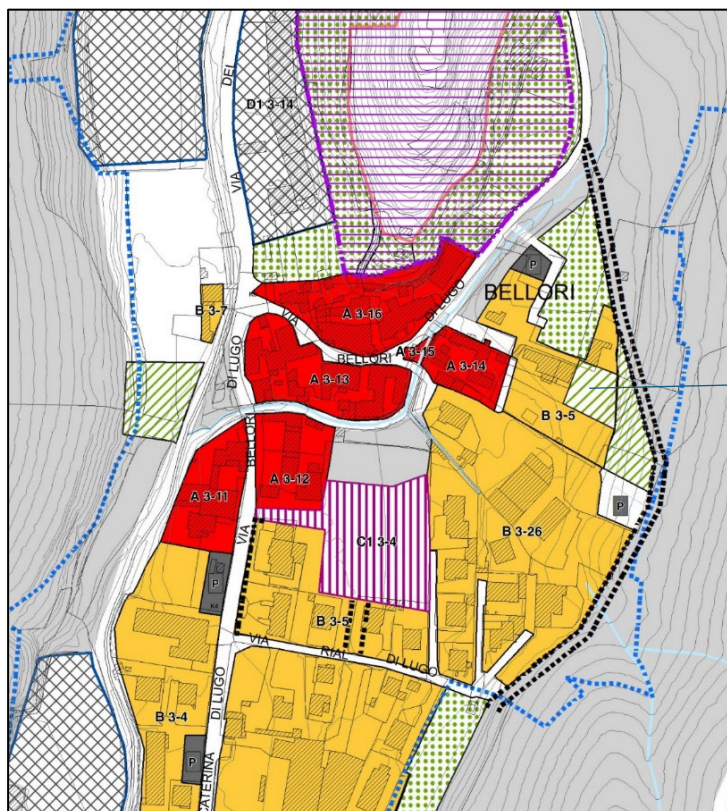 DEI
VIA
D1 3-14
P
BELLORI
B 3-7
A 3-16
DI LUGO
VIA
A 3-15
BELLORI
A 3-14
DI LUGO
A 3-13
B 3-5
BELLORI
A 3-12
A 3-11
P
C1 3-4
B 3-26
VIA
P
B 3-5
VIA
RIAL
DI LUGO
DI LUGO
B 3-4
P
CATERINA